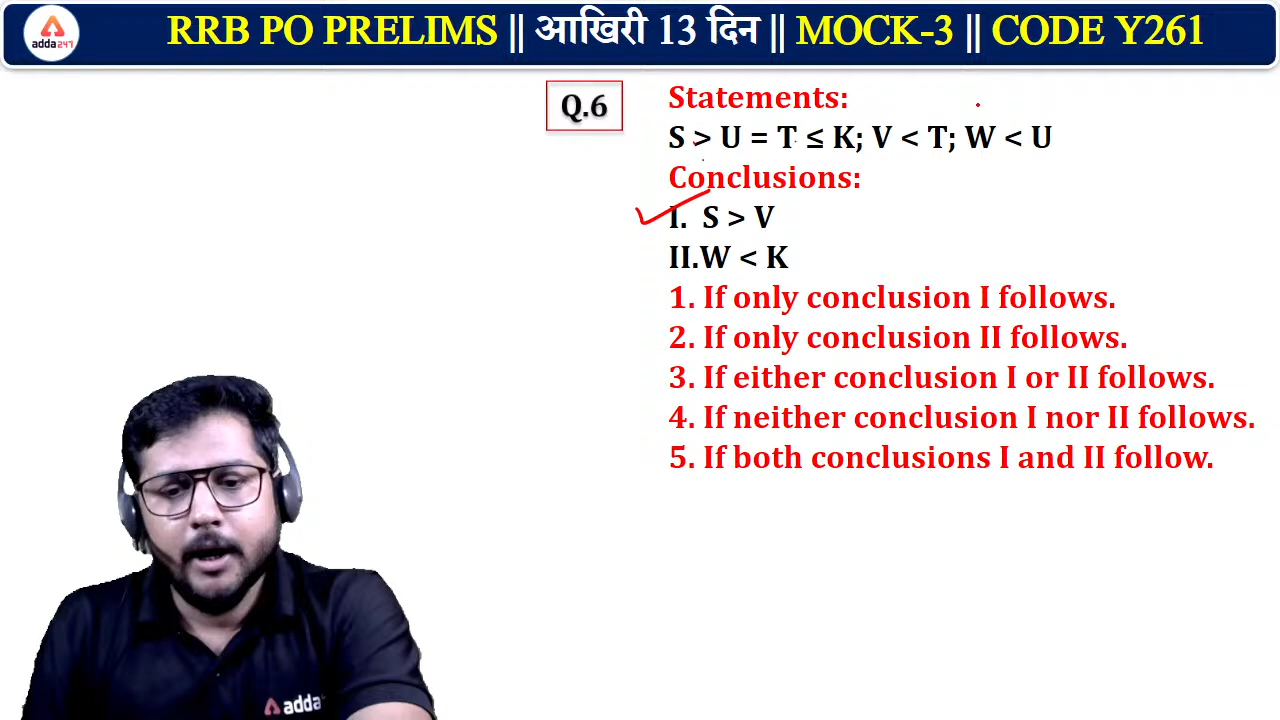 adda247
RRB PO PRELIMS || आखिरी 13 दिन || MOCK-3 || CODE Y261
Q.6
Statements:
S > U = T ≤ K; V < T; W < U
Conclusions:
I. S > V
II.W < K
1. If only conclusion I follows.
2. If only conclusion II follows.
3. If either conclusion I or II follows.
4. If neither conclusion I nor II follows.
5. If both conclusions I and II follow.
adda